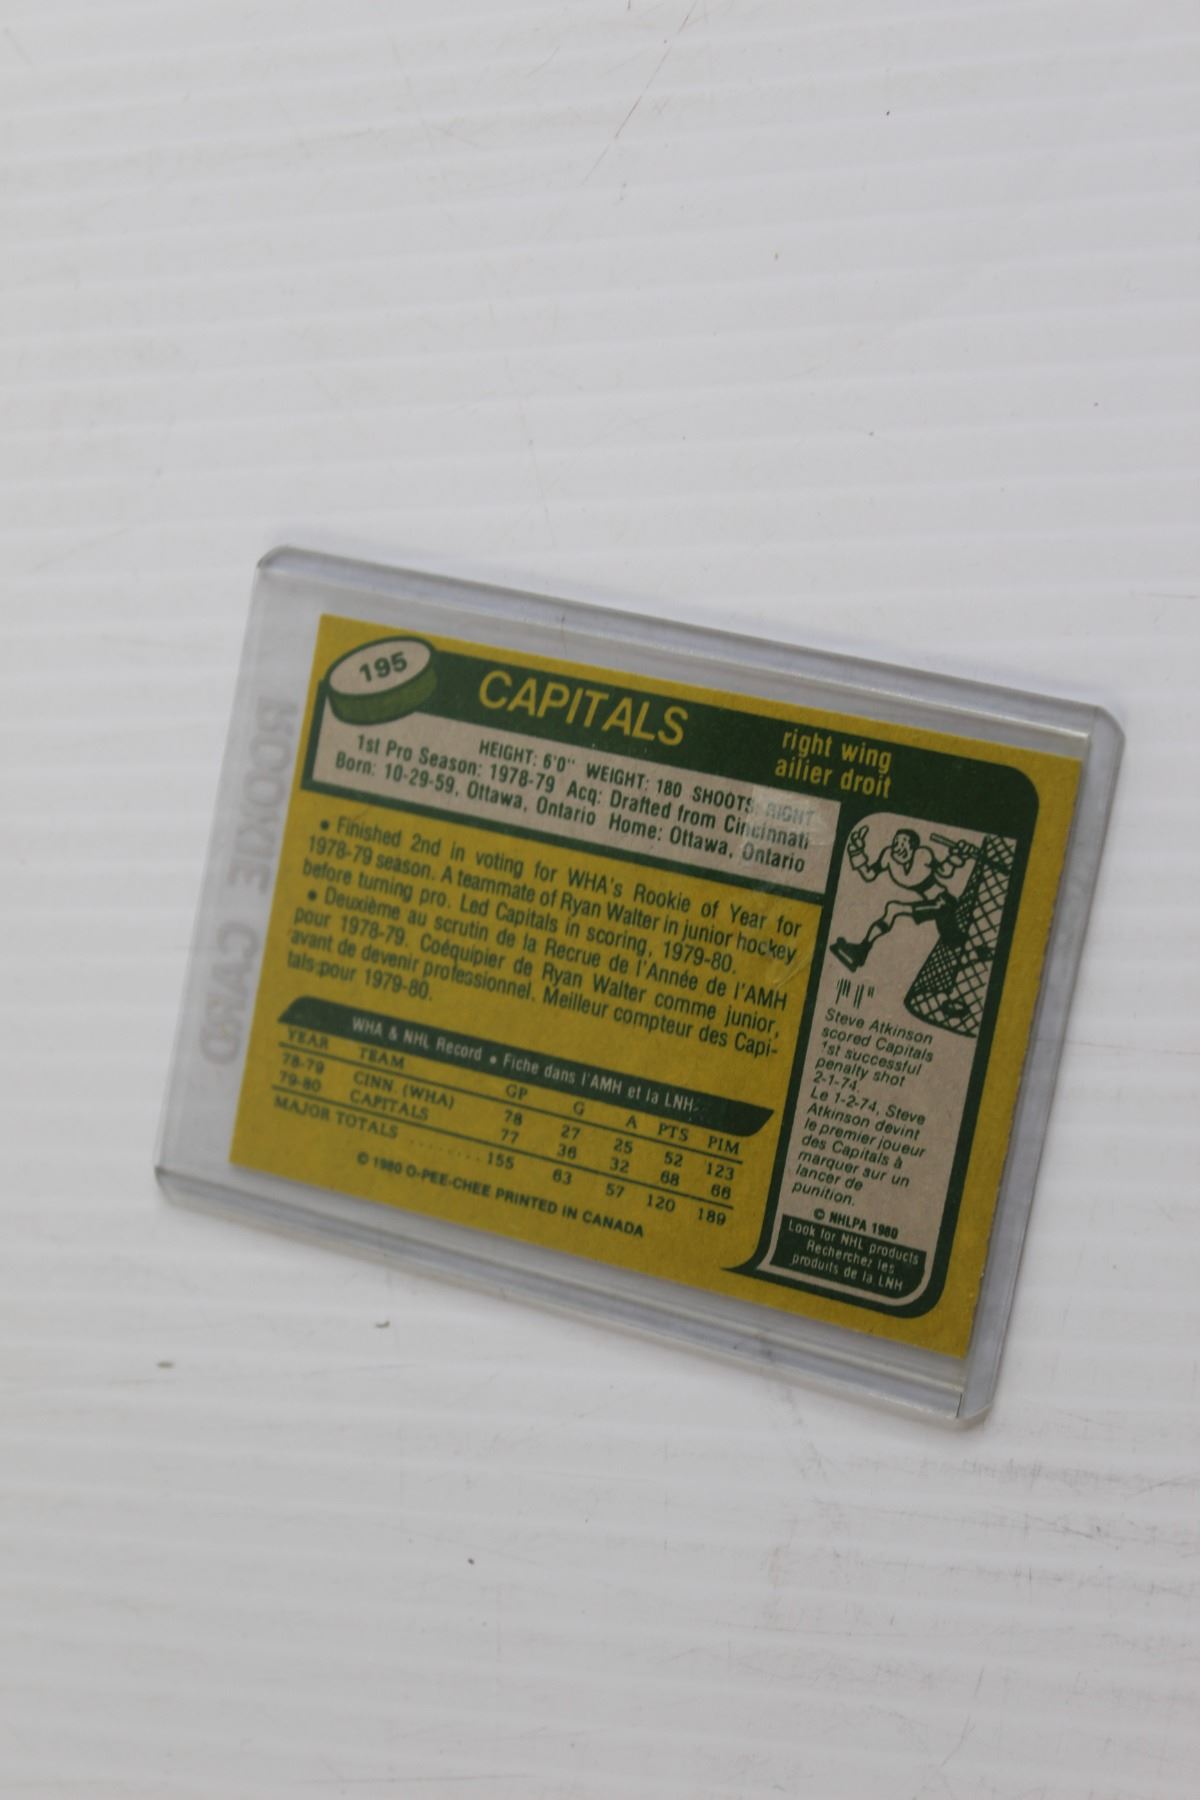 195
CAPITALS
right wing
ailier droit
HEIGHT: 6'0" WEIGHT: 180 SHOOTS: RIGHT
1st Pro Season: 1978-79 Acq: Drafted from Cincinnati
Born: 10-29-59, Ottawa, Ontario Home: Ottawa, Ontario
• Finished 2nd in voting for WHA's Rookie of Year for
1978-79 season. A teammate of Ryan Walter in junior hockey
before turning pro. Led Capitals in scoring, 1979-80.
• Deuxième au scrutin de la Recrue de l'Année de l'AMH
pour 1978-79. Coéquipier de Ryan Walter comme junior,
avant de devenir professionnel. Meilleur compteur des Capi-
tals pour 1979-80.
WHA & NHL Record • Fiche dans l'AMH et la LNH
YEAR TEAM GP G A PTS PIM
78-79 CINN. (WHA) 78 27 25 52 123
79-80 CAPITALS 77 36 32 68 66
MAJOR TOTALS ........ 155 63 57 120 189
© 1980 O-PEE-CHEE PRINTED IN CANADA
Steve Atkinson
scored Capitals
1st successful
penalty shot
2-1-74.
Le 1-2-74, Steve
Atkinson devint
le premier joueur
des Capitals à
marquer sur un
lancer de
punition.
© NHLPA 1980
Look for NHL products
Recherchez les
produits de la LNH
ROOKIE CARD